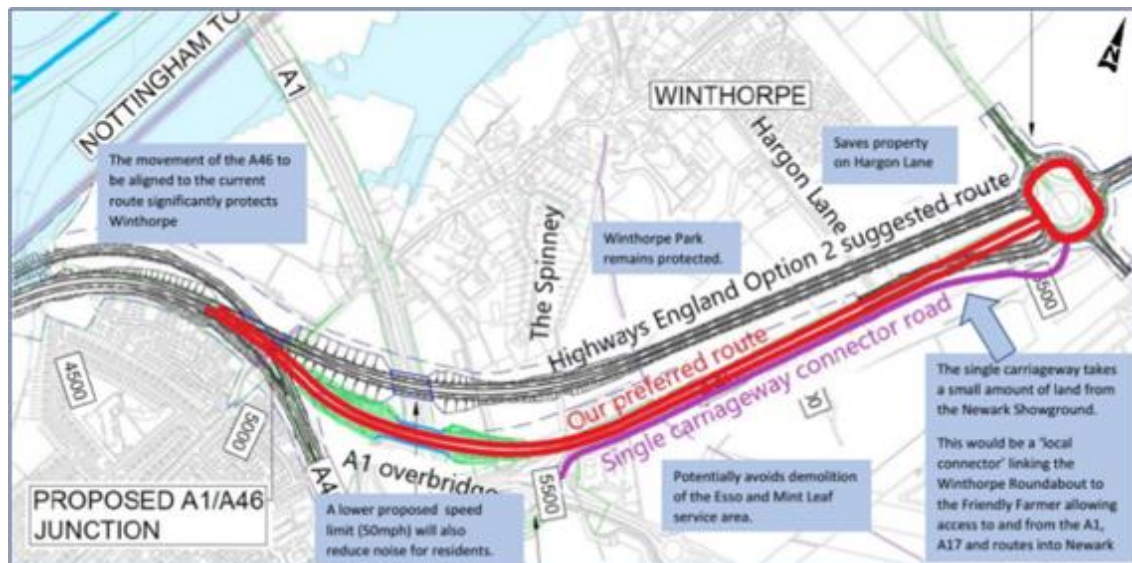 NOTTINGHAM TO
A1
WINTHORPE
N
The movement of the A46 to
be aligned to the current
route significantly protects
Winthorpe
Hargon Lane
Saves property
on Hargon Lane
The Spinney
Winthorpe Park
remains protected.
Highways England Option 2 suggested route
Our preferred route
Single carriageway connector road
4500
5000
5500
A1 overbridge
A4
PROPOSED A1/A46
JUNCTION
A lower proposed speed
limit (50mph) will also
reduce noise for residents.
Potentially avoids demolition
of the Esso and Mint Leaf
service area.
The single carriageway takes
a small amount of land from
the Newark Showground.
This would be a 'local
connector' linking the
Winthorpe Roundabout to
the Friendly Farmer allowing
access to and from the A1,
A17 and routes into Newark